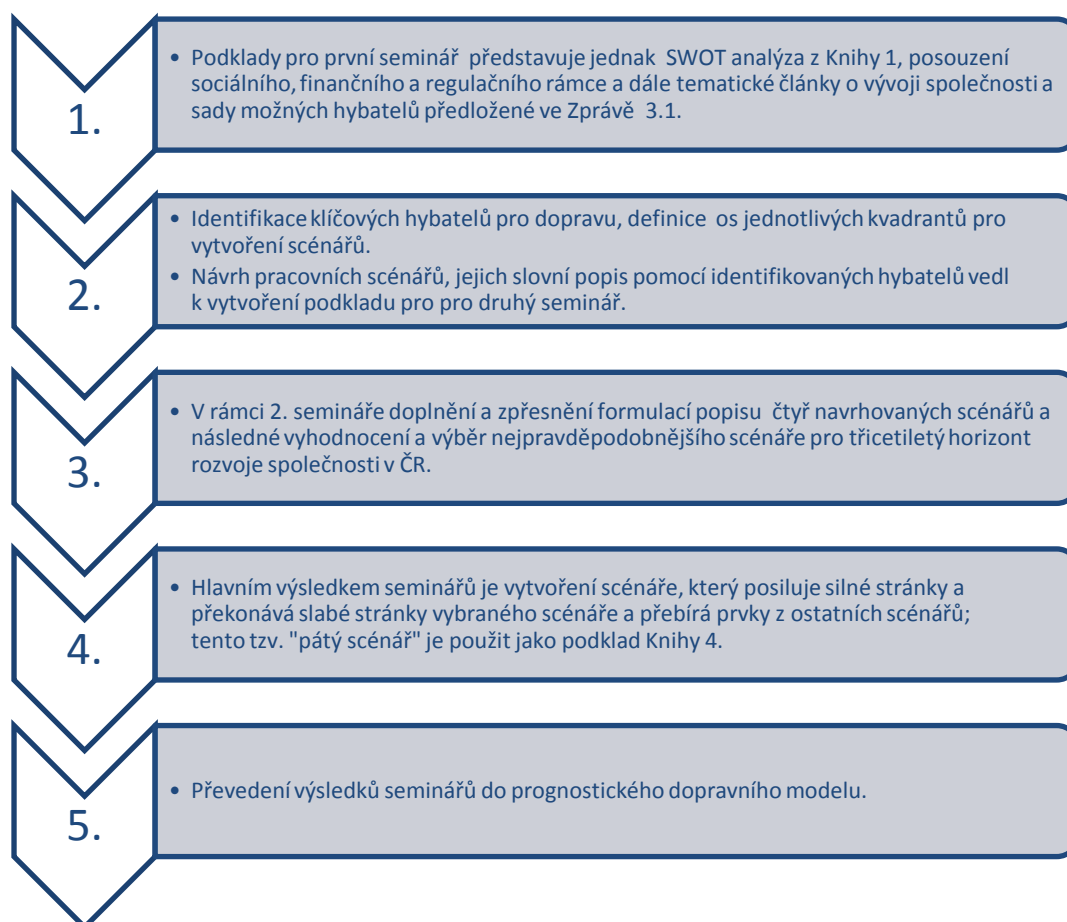 1.
• Podklady pro první seminář představuje jednak SWOT analýza z Knihy 1, posouzení
sociálního, finančního a regulačního rámce a dále tematické články o vývoji společnosti a
sady možných hybatelů předložené ve Zprávě 3.1.
2.
• Identifikace klíčových hybatelů pro dopravu, definice os jednotlivých kvadrantů pro
vytvoření scénářů.
• Návrh pracovních scénářů, jejich slovní popis pomocí identifikovaných hybatelů vedl
k vytvoření podkladu pro pro druhý seminář.
3.
• V rámci 2. semináře doplnění a zpřesnění formulací popisu čtyř navrhovaných scénářů a
následné vyhodnocení a výběr nejpravděpodobnějšího scénáře pro třicetiletý horizont
rozvoje společnosti v ČR.
4.
• Hlavním výsledkem seminářů je vytvoření scénáře, který posiluje silné stránky a
překonává slabé stránky vybraného scénáře a přebírá prvky z ostatních scénářů;
tento tzv. "pátý scénář" je použit jako podklad Knihy 4.
5.
• Převedení výsledků seminářů do prognostického dopravního modelu.